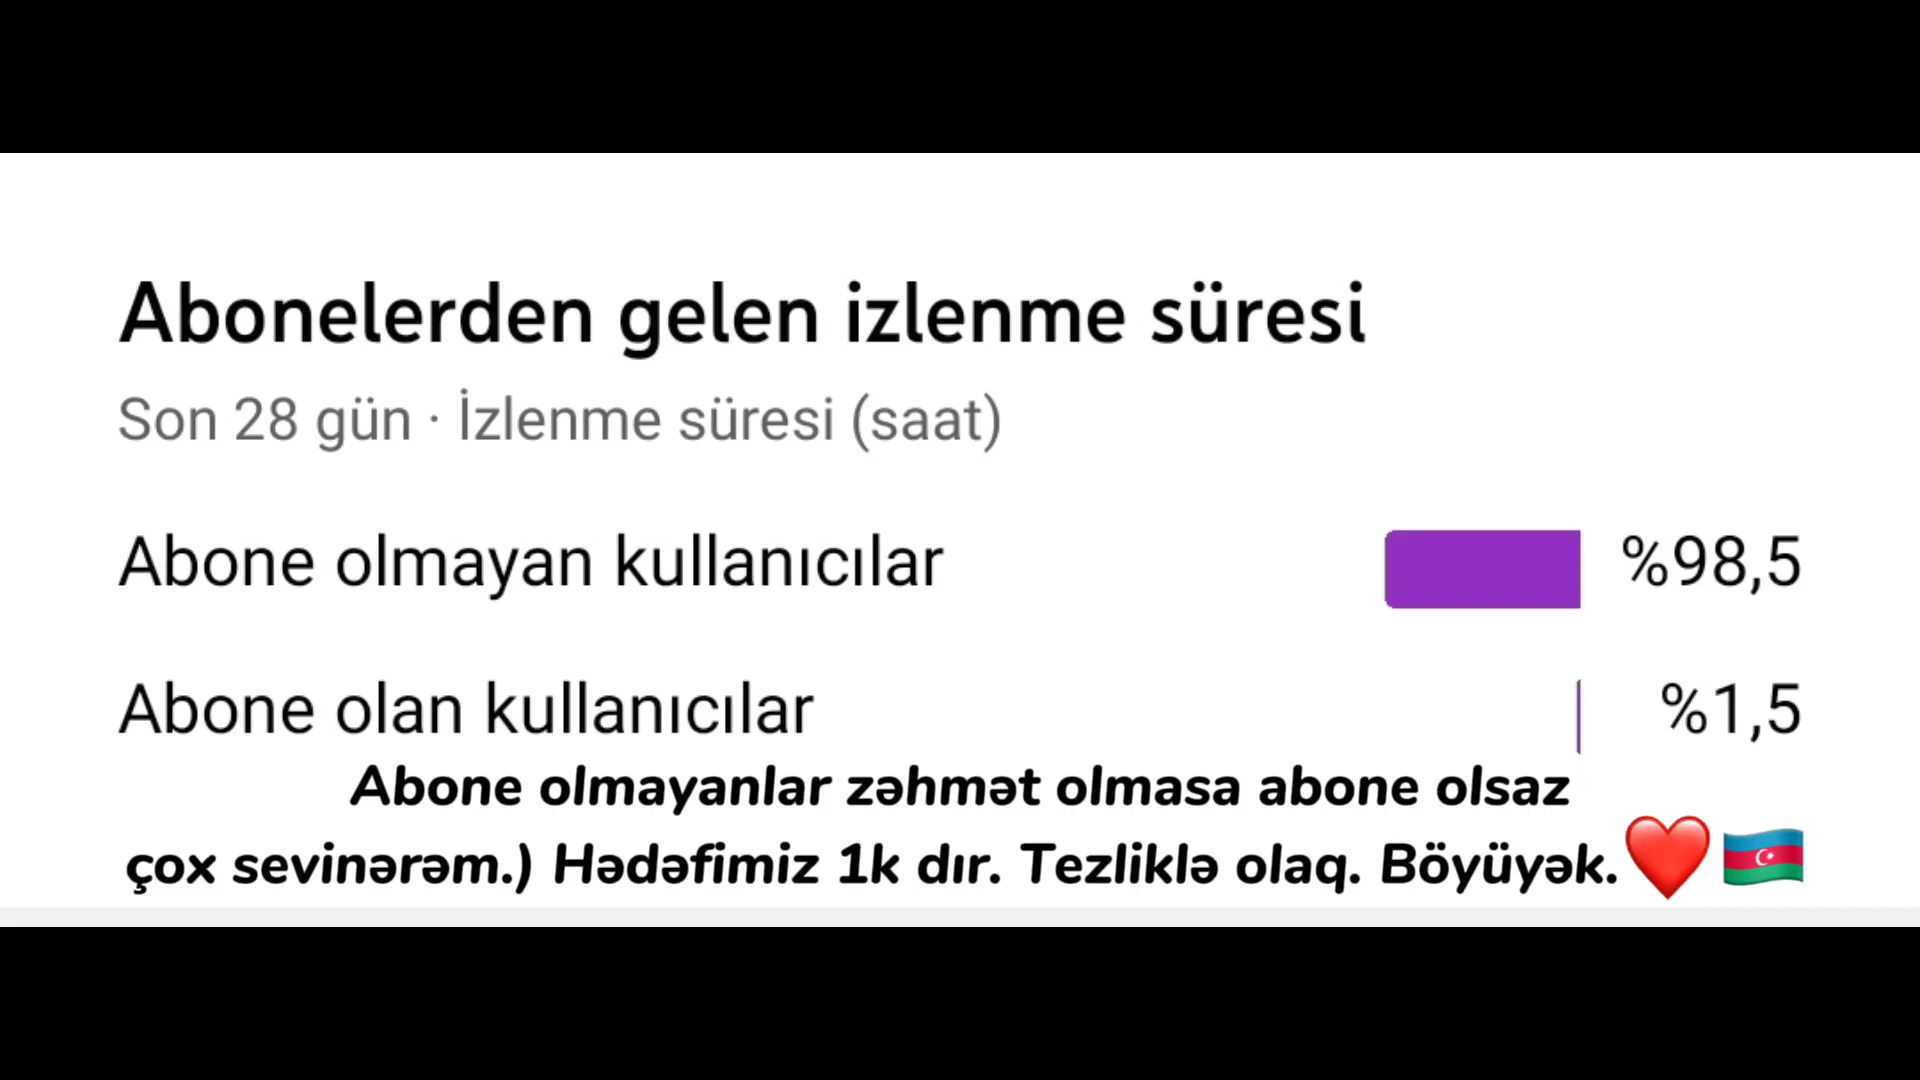 Abonelerden gelen izlenme süresi
Son 28 gün · İzlenme süresi (saat)
Abone olmayan kullanıcılar %98,5
Abone olan kullanıcılar %1,5
Abone olmayanlar zəhmət olmasa abone olsaz
çox sevinərəm.) Hədəfimiz 1k dır. Tezliklə olaq. Böyüyək.❤️🇦🇿